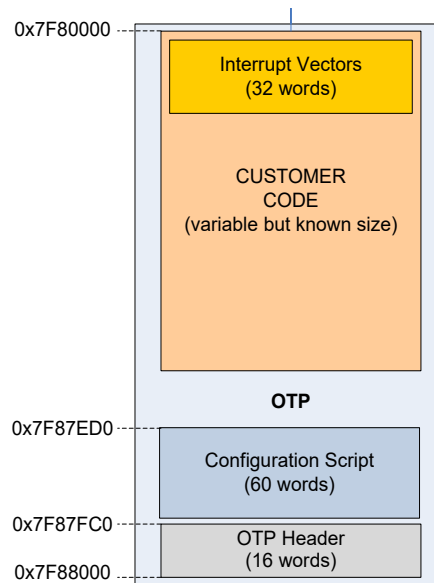 0x7F80000
Interrupt Vectors
(32 words)
CUSTOMER
CODE
(variable but known size)
OTP
0x7F87ED0
Configuration Script
(60 words)
0x7F87FC0
OTP Header
(16 words)
0x7F88000